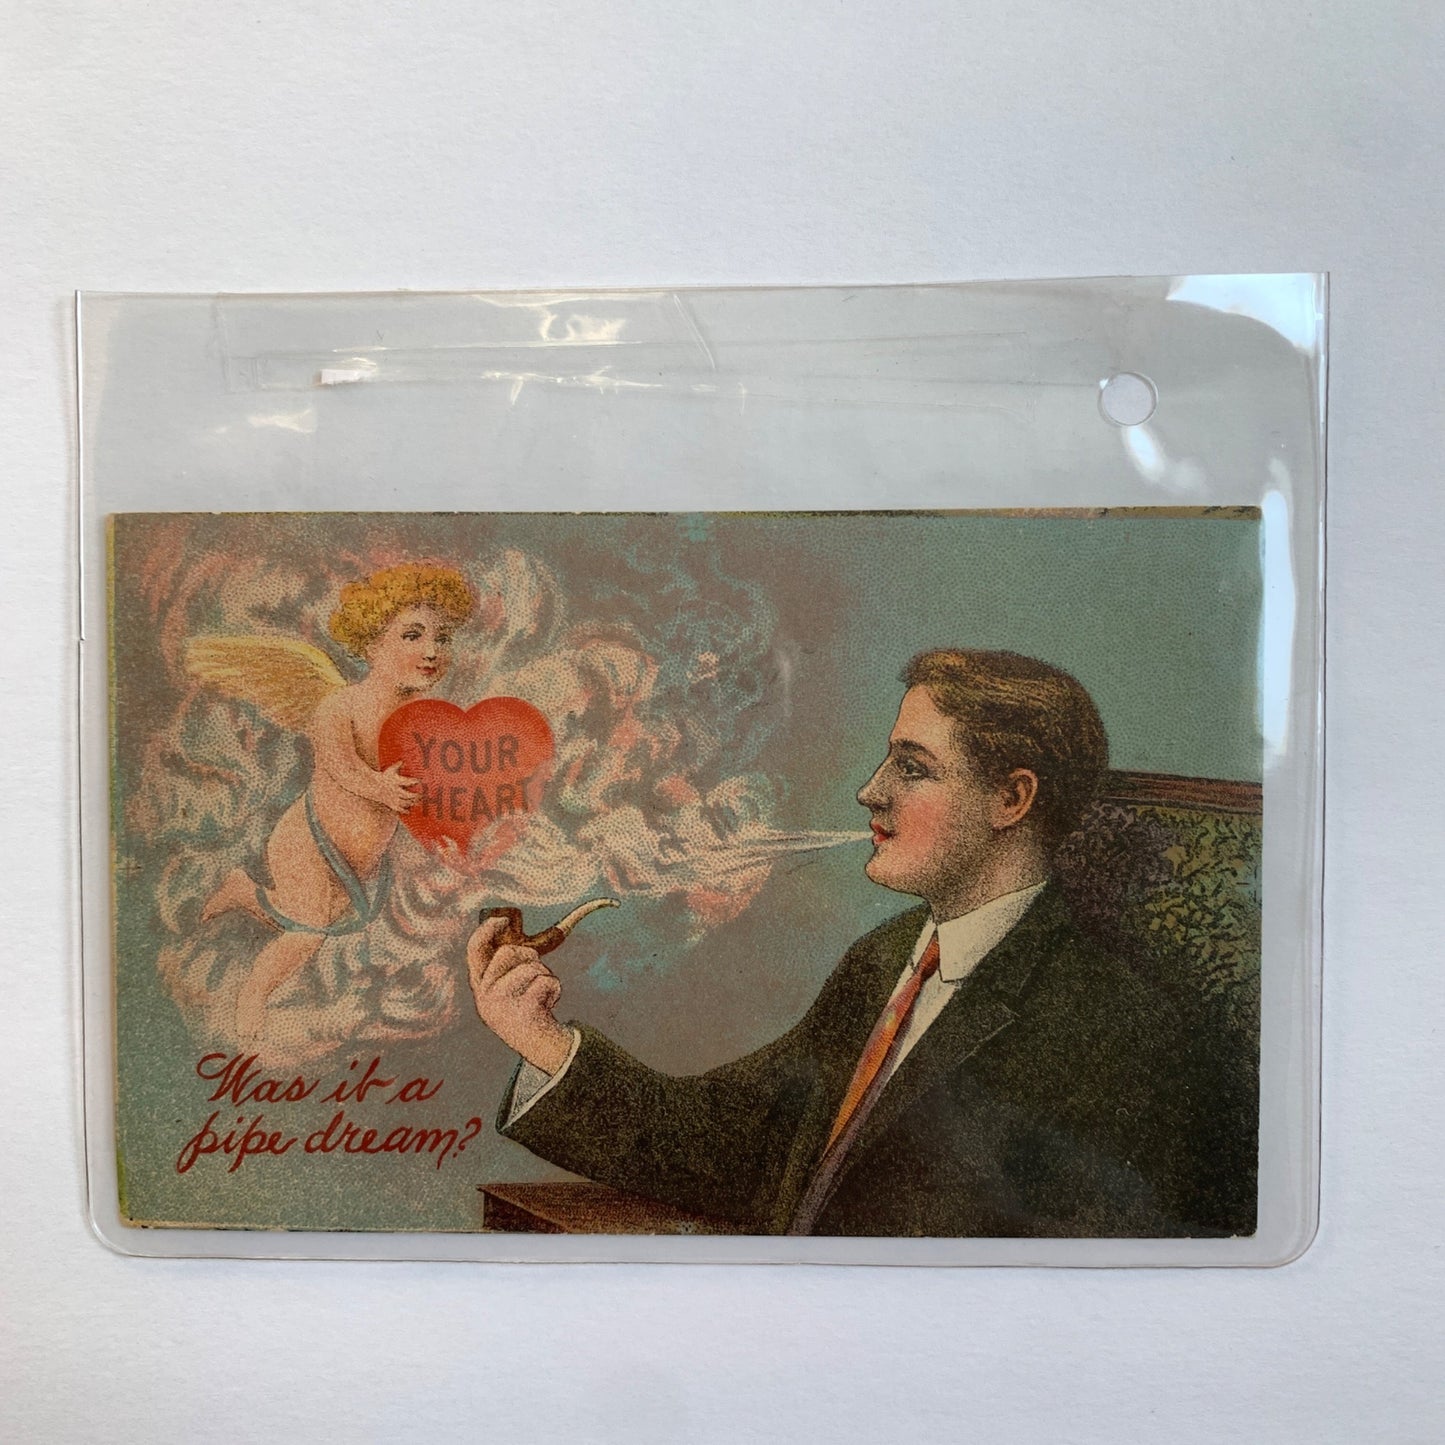 YOUR
HEART
Was it a
pipe dream?